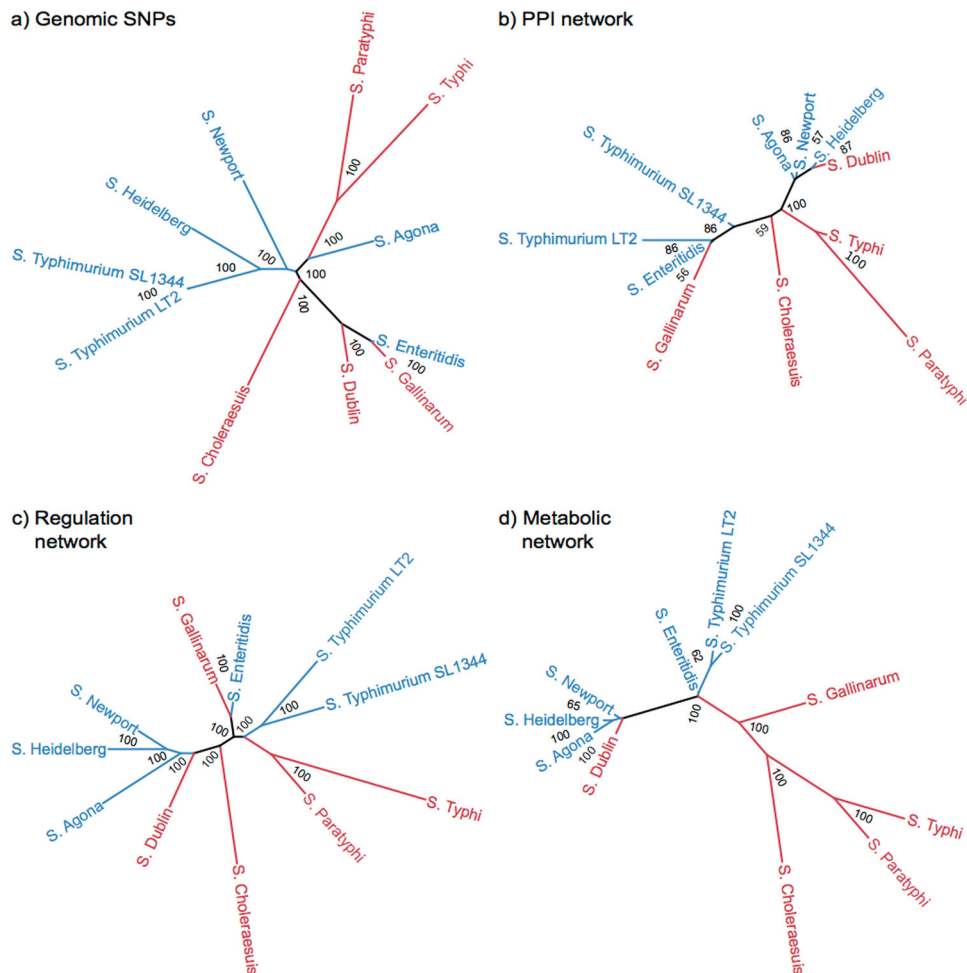 a) Genomic SNPs
S. Paratyphi
S. Typhi
S. Newport
100
S. Heidelberg
100
S. Agona
S. Typhimurium SL1344
100
100
100
100
S. Typhimurium LT2
100
S. Enteritidis
100
100
S. Gallinarum
S. Dublin
S. Choleraesuis
b) PPI network
S. Agona
86
S. Newport
57
S. Heidelberg
87
S. Dublin
S. Typhimurium SL1344
100
86
59
S. Typhimurium LT2
86
S. Enteritidis
56
S. Gallinarum
S. Typhi
100
S. Choleraesuis
S. Paratyphi
c) Regulation
network
S. Gallinarum
100
S. Enteritidis
S. Typhimurium LT2
S. Typhimurium SL1344
100
100
100
S. Newport
100
S. Heidelberg
100
100
100
S. Agona
S. Dublin
100
S. Typhi
S. Paratyphi
S. Choleraesuis
d) Metabolic
network
S. Typhimurium LT2
100
S. Typhimurium SL1344
S. Enteritidis
62
S. Newport
65
S. Heidelberg
100
S. Agona
100
S. Dublin
100
S. Gallinarum
100
100
S. Typhi
100
S. Paratyphi
S. Choleraesuis